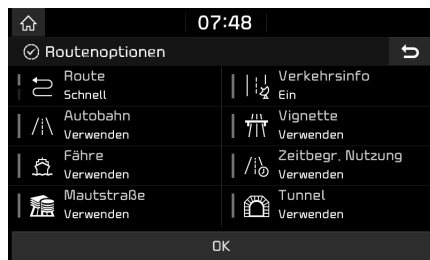 07:48
Routenoptionen
Route
Schnell
Verkehrsinfo
Ein
Autobahn
Verwenden
Vignette
Verwenden
Fähre
Verwenden
Zeitbegr. Nutzung
Verwenden
Mautstraße
Verwenden
Tunnel
Verwenden
OK